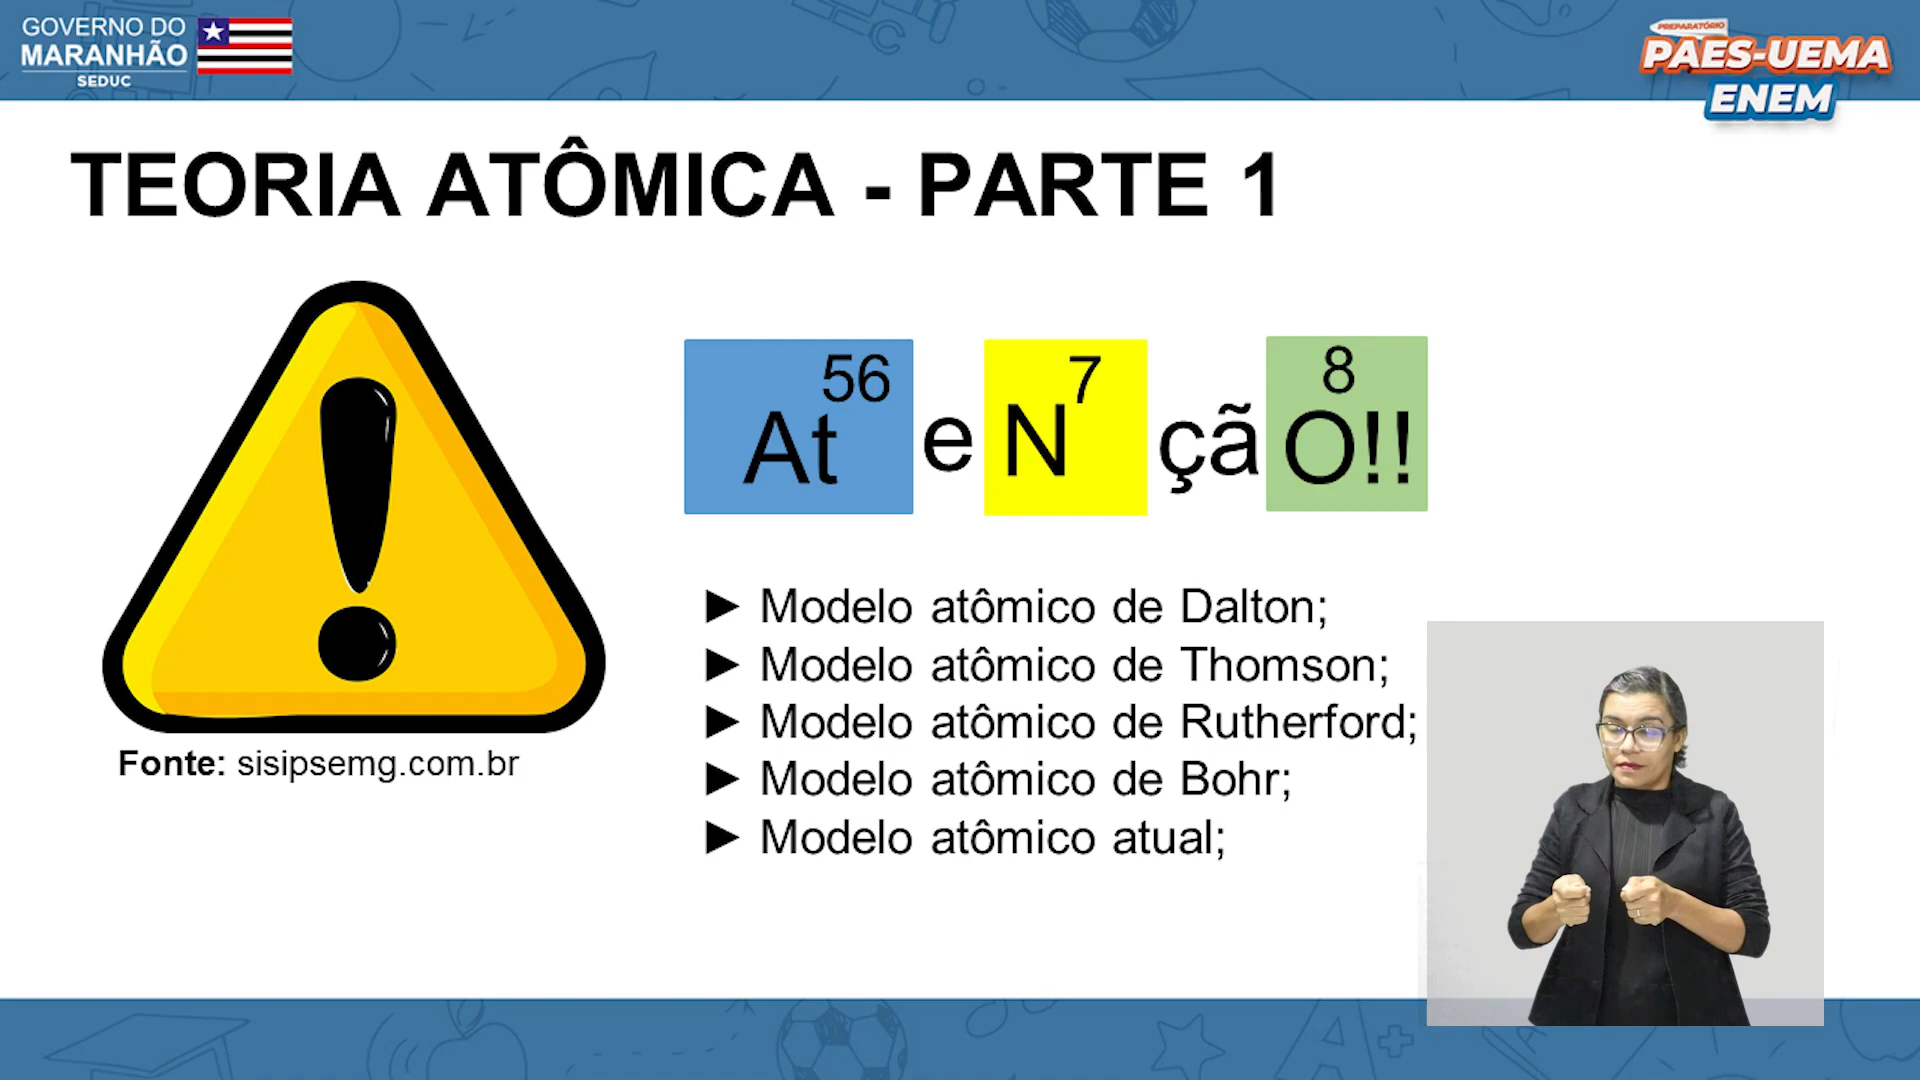 GOVERNO DO
MARANHÃO
SEDUC
PREPARATÓRIO
PAES-UEMA
ENEM
TEORIA ATÔMICA - PARTE 1
56 7 8
At e N çã O!!
► Modelo atômico de Dalton;
► Modelo atômico de Thomson;
► Modelo atômico de Rutherford;
► Modelo atômico de Bohr;
► Modelo atômico atual;
Fonte: sisipsemg.com.br